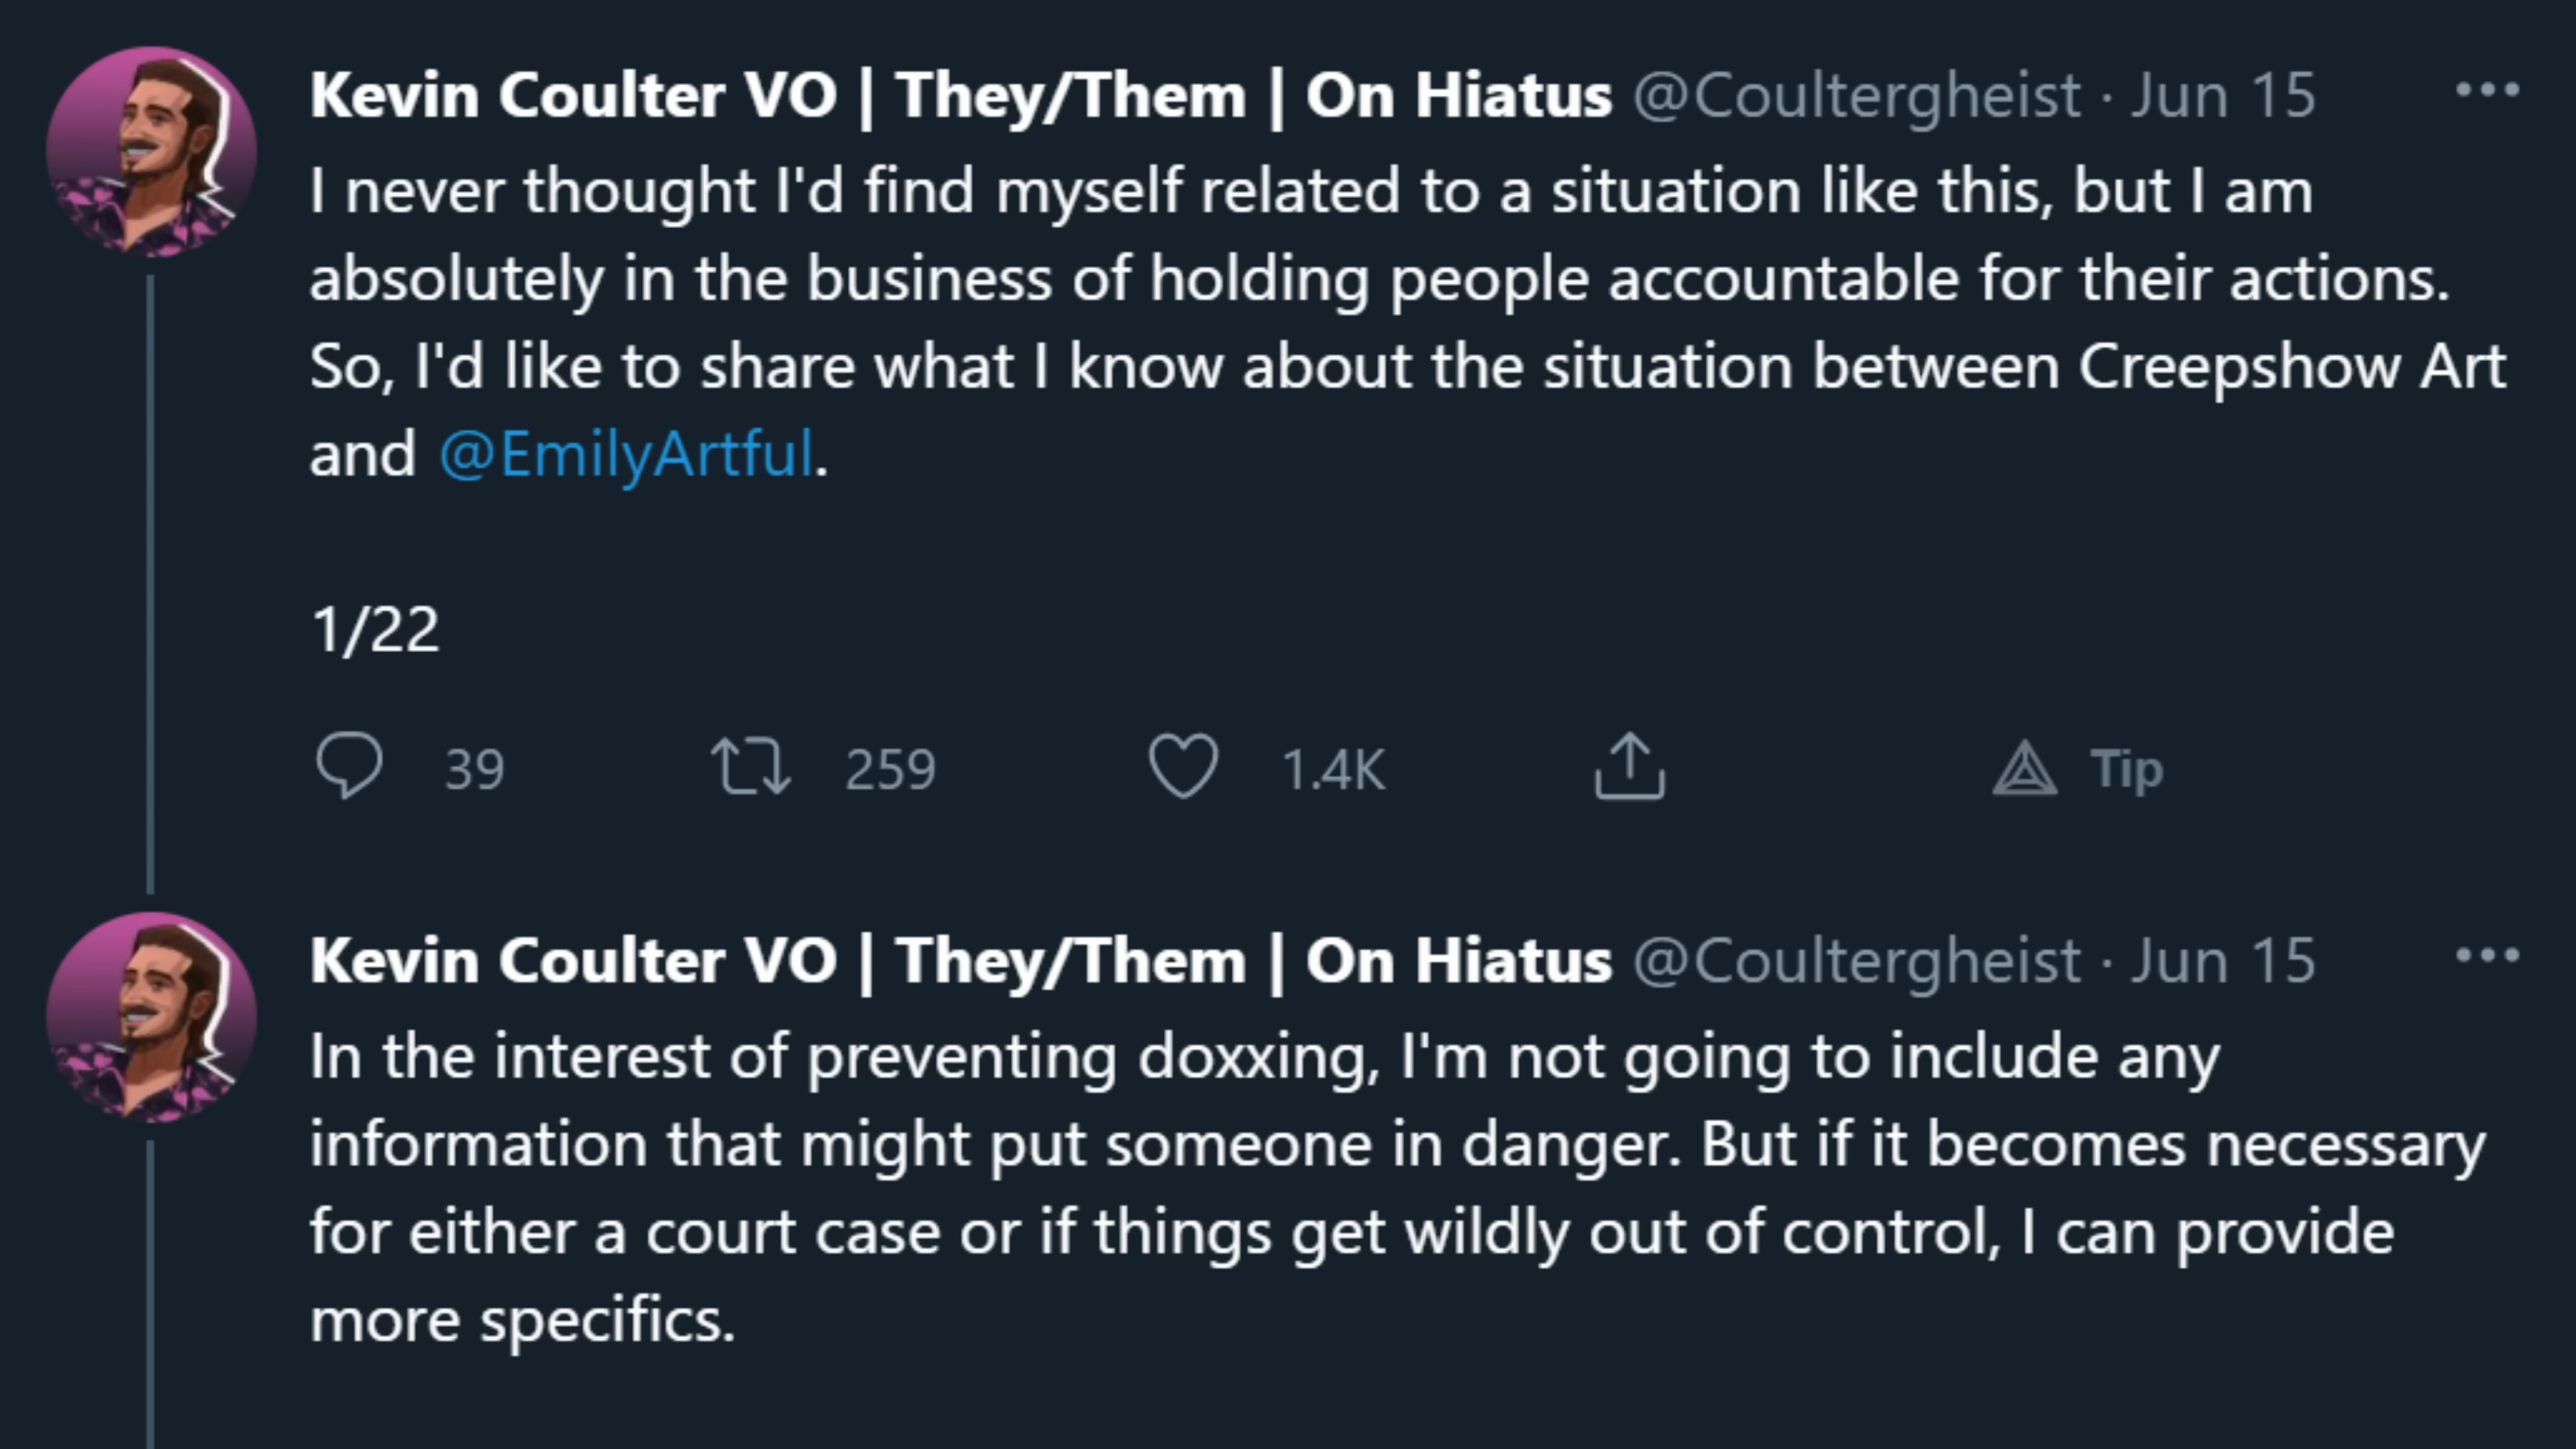 Kevin Coulter VO | They/Them | On Hiatus @Coultergheist · Jun 15
I never thought I'd find myself related to a situation like this, but I am
absolutely in the business of holding people accountable for their actions.
So, I'd like to share what I know about the situation between Creepshow Art
and @EmilyArtful.
1/22
39 259 1.4K Tip
Kevin Coulter VO | They/Them | On Hiatus @Coultergheist · Jun 15
In the interest of preventing doxxing, I'm not going to include any
information that might put someone in danger. But if it becomes necessary
for either a court case or if things get wildly out of control, I can provide
more specifics.